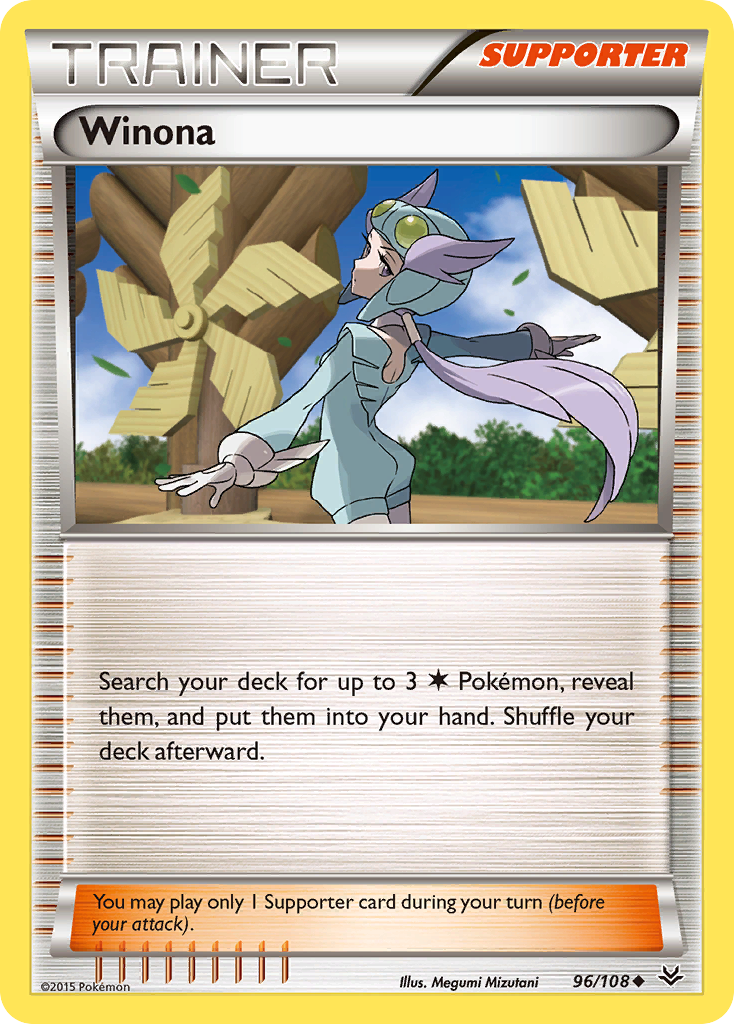 TRAINER
SUPPORTER
Winona
Search your deck for up to 3 Pokémon, reveal
them, and put them into your hand. Shuffle your
deck afterward.
You may play only 1 Supporter card during your turn (before
your attack).
©2015 Pokémon
Illus. Megumi Mizutani
96/108